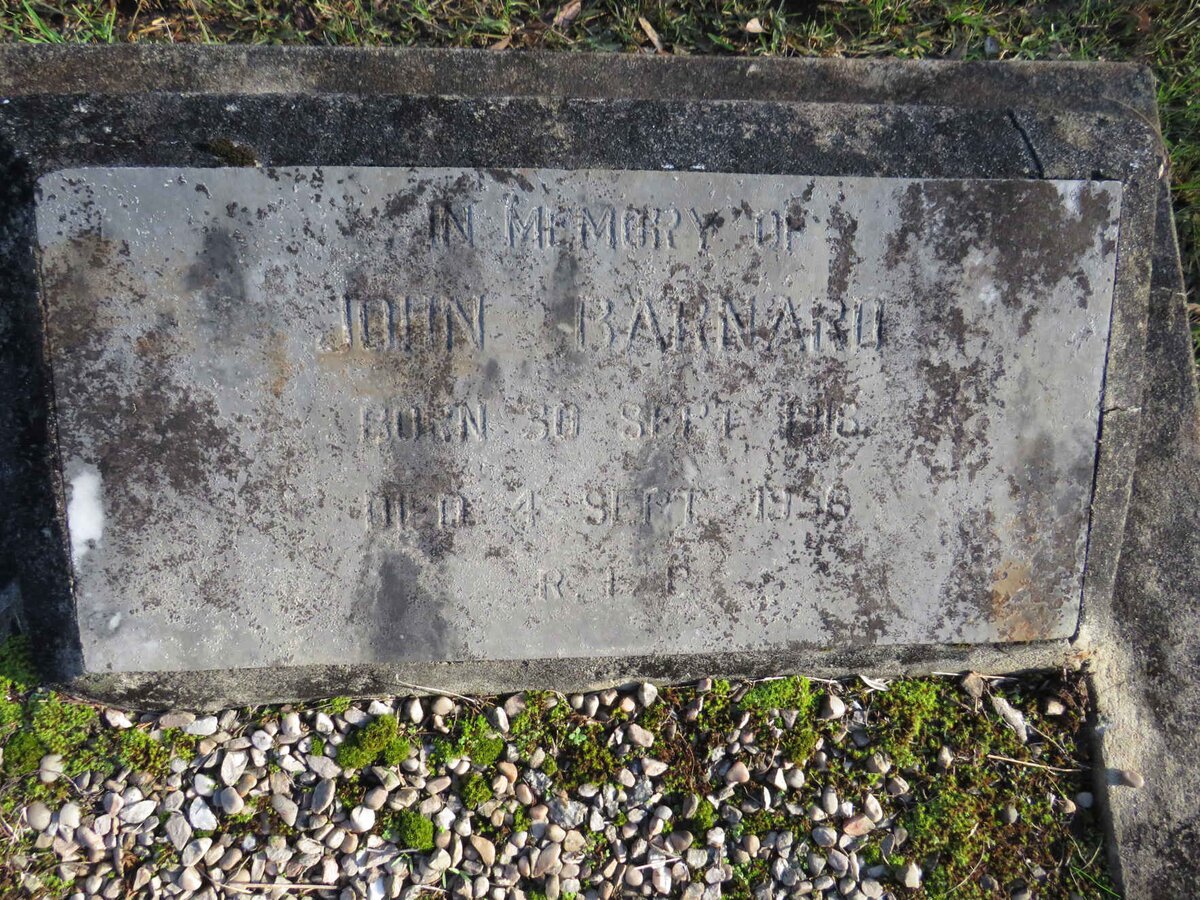 IN MEMORY OF
JOHN BARNARD
BORN 30 SEPT
DIED 4 SEPT
R. I. P.